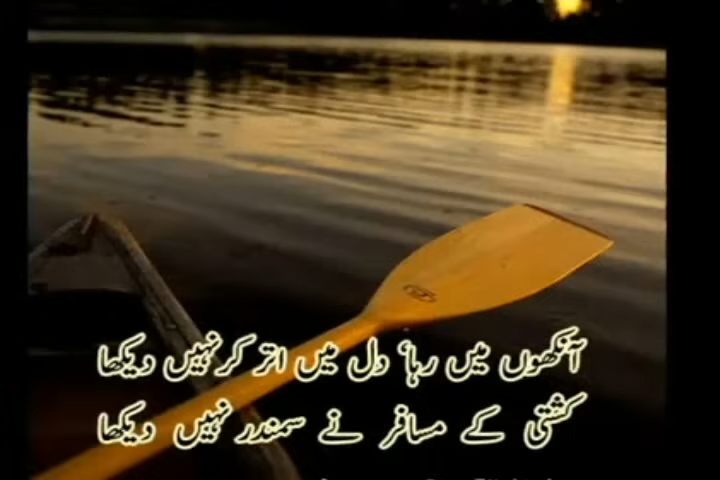 آنکھوں میں رہا‘ دل میں اتر کر نہیں دیکھا
کشتی کے مسافر نے سمندر نہیں دیکھا